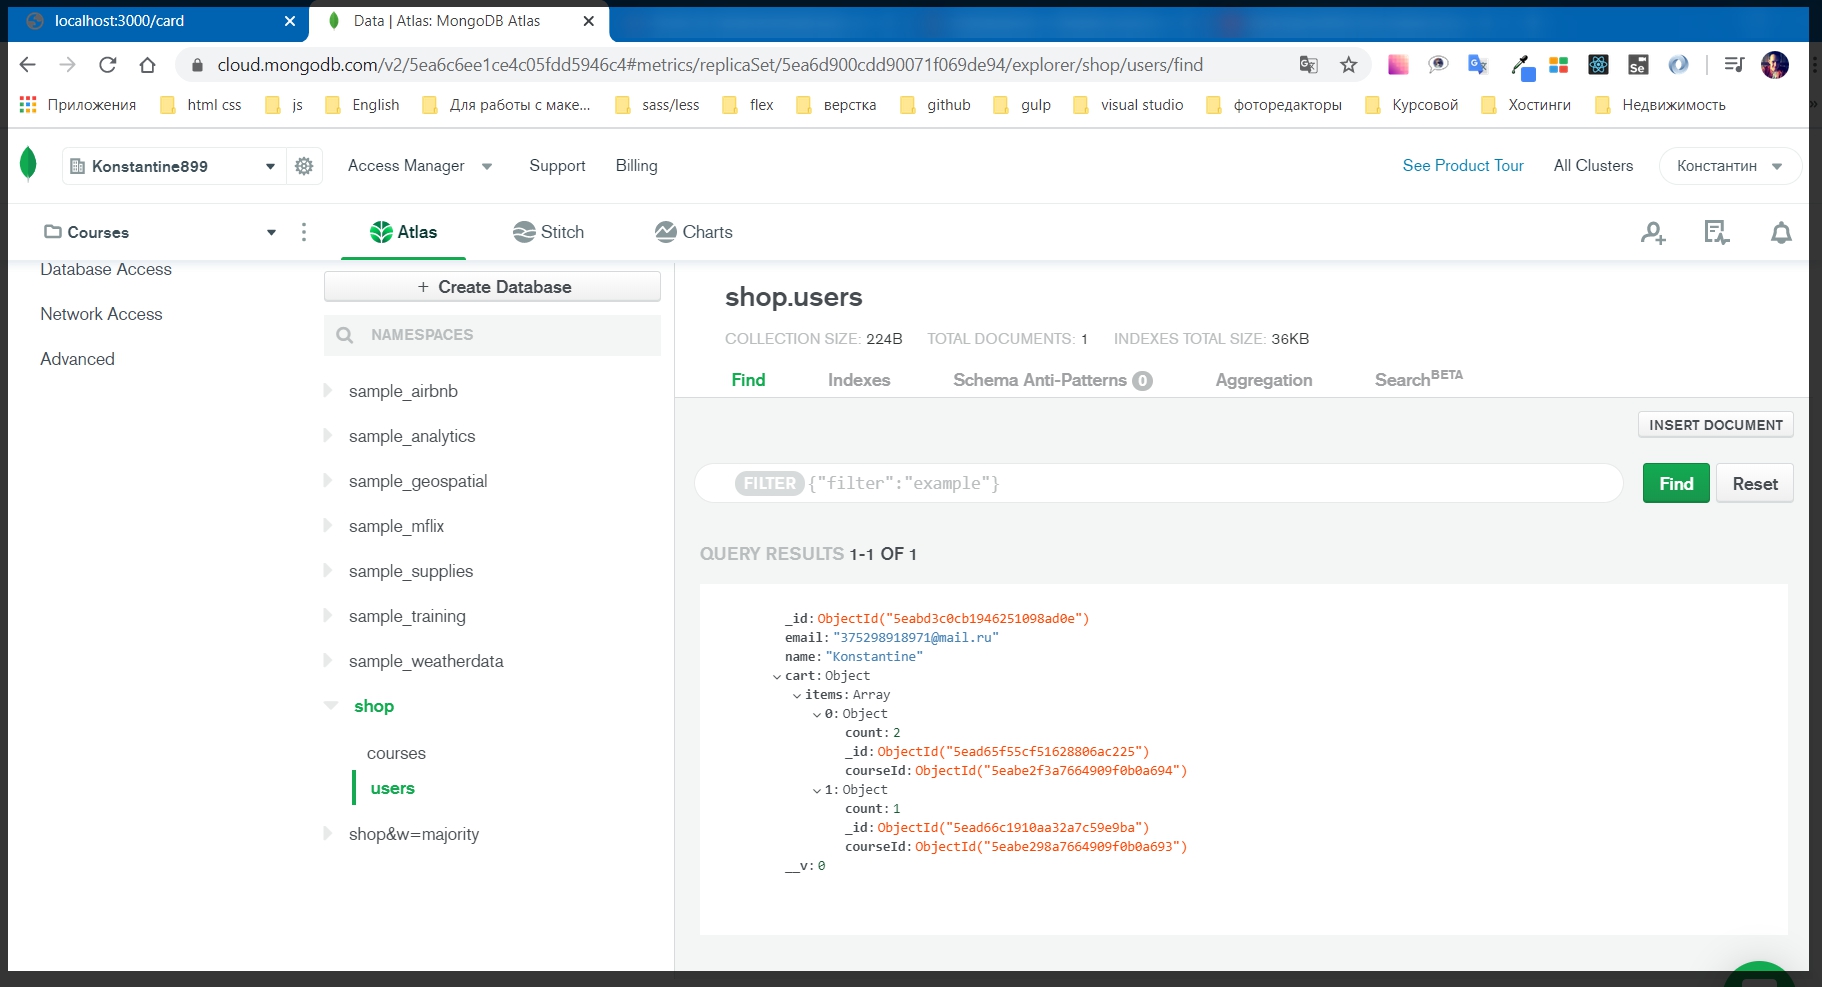 localhost:3000/card
Data | Atlas: MongoDB Atlas
cloud.mongodb.com/v2/5ea6c6ee1ce4c05fdd5946c4#metrics/replicaSet/5ea6d900cdd90071f069de94/explorer/shop/users/find
Приложения html css js English Для работы с маке... sass/less flex верстка github gulp visual studio фоторедакторы Курсовой Хостинги Недвижимость »
Konstantine899 Access Manager Support Billing See Product Tour All Clusters Константин
Courses Atlas Stitch Charts
Database Access
Network Access
Advanced
+ Create Database
NAMESPACES
sample_airbnb
sample_analytics
sample_geospatial
sample_mflix
sample_supplies
sample_training
sample_weatherdata
shop
courses
users
shop&w=majority
shop.users
COLLECTION SIZE: 224B TOTAL DOCUMENTS: 1 INDEXES TOTAL SIZE: 36KB
Find Indexes Schema Anti-Patterns 0 Aggregation Search BETA
INSERT DOCUMENT
FILTER {"filter":"example"} Find Reset
QUERY RESULTS 1-1 OF 1
_id: ObjectId("5eabd3c0cb1946251098ad0e")
email: "375298918971@mail.ru"
name: "Konstantine"
cart: Object
items: Array
0: Object
count: 2
_id: ObjectId("5ead65f55cf51628806ac225")
courseId: ObjectId("5eabe2f3a7664909f0b0a694")
1: Object
count: 1
_id: ObjectId("5ead66c1910aa32a7c59e9ba")
courseId: ObjectId("5eabe298a7664909f0b0a693")
__v: 0